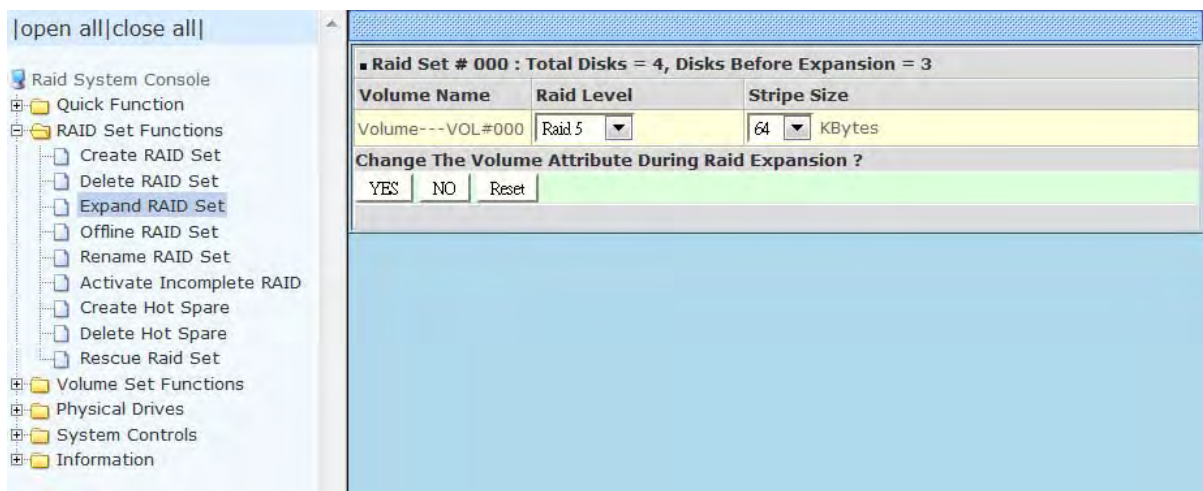 |open all|close all|
Raid System Console
Quick Function
RAID Set Functions
Create RAID Set
Delete RAID Set
Expand RAID Set
Offline RAID Set
Rename RAID Set
Activate Incomplete RAID
Create Hot Spare
Delete Hot Spare
Rescue Raid Set
Volume Set Functions
Physical Drives
System Controls
Information
Raid Set # 000 : Total Disks = 4, Disks Before Expansion = 3
Volume Name Raid Level Stripe Size
Volume---VOL#000 Raid 5 64 KBytes
Change The Volume Attribute During Raid Expansion ?
YES NO Reset